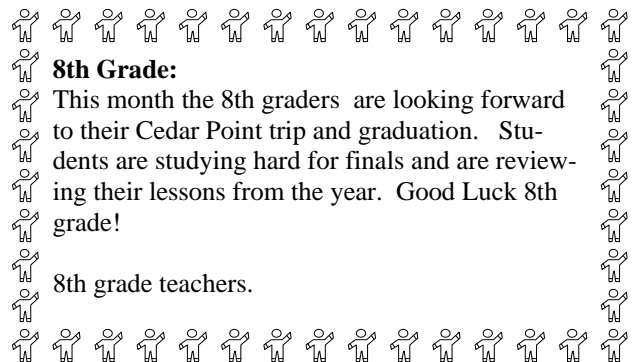 8th Grade:
This month the 8th graders  are looking forward
to their Cedar Point trip and graduation.   Stu-
dents are studying hard for finals and are review-
ing their lessons from the year.  Good Luck 8th
grade!

8th grade teachers.